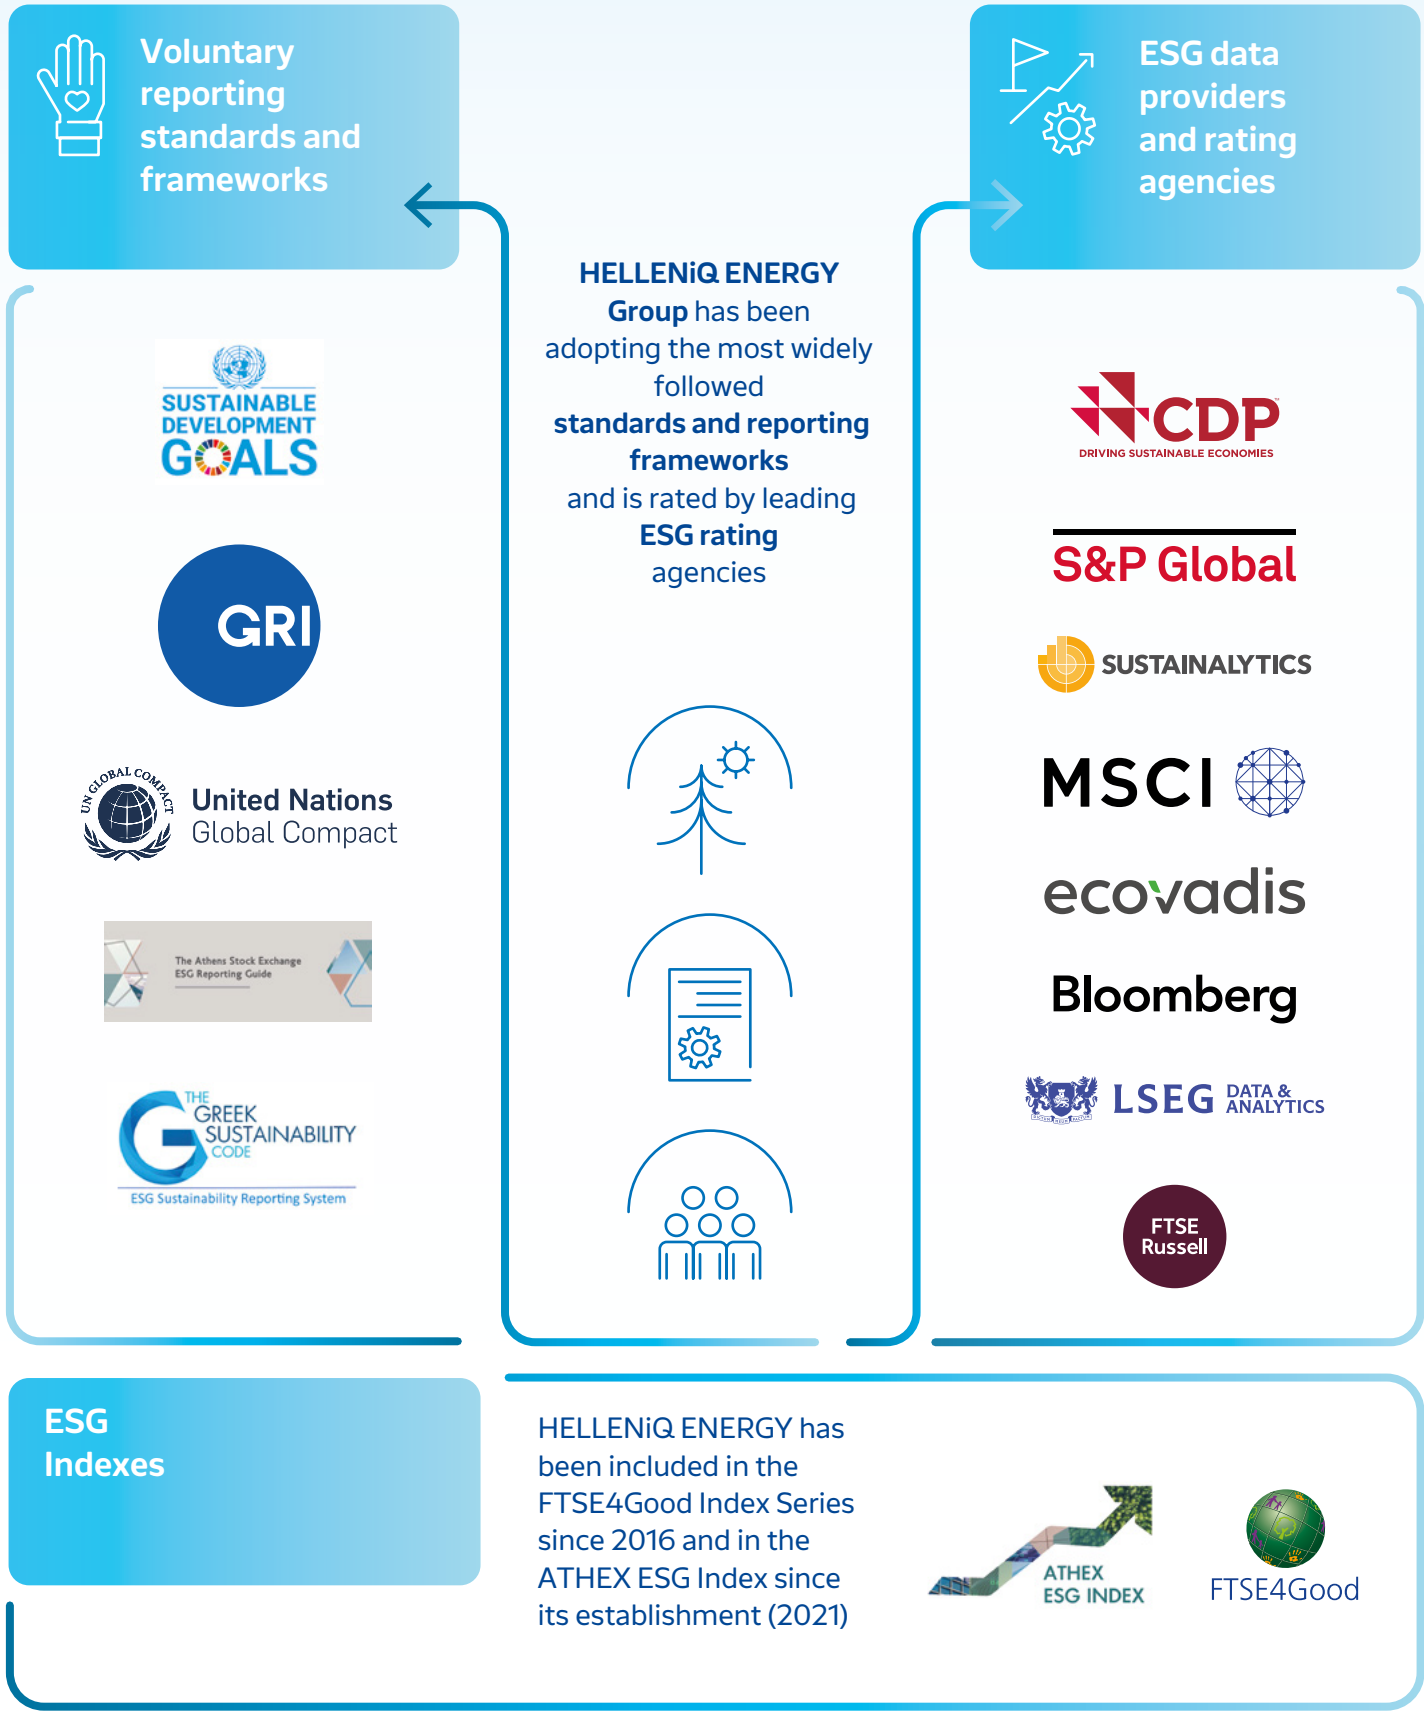 Voluntary
reporting
standards and
frameworks
SUSTAINABLE
DEVELOPMENT
GOALS
GRI
UN GLOBAL COMPACT
United Nations
Global Compact
The Athens Stock Exchange
ESG Reporting Guide
THE
GREEK
SUSTAINABILITY
CODE
ESG Sustainability Reporting System
HELLENiQ ENERGY
Group has been
adopting the most widely
followed
standards and reporting
frameworks
and is rated by leading
ESG rating
agencies
ESG data
providers
and rating
agencies
CDP
DRIVING SUSTAINABLE ECONOMIES
S&P Global
SUSTAINALYTICS
MSCI
ecovadis
Bloomberg
LSEG DATA &
ANALYTICS
FTSE
Russell
ESG
Indexes
HELLENiQ ENERGY has
been included in the
FTSE4Good Index Series
since 2016 and in the
ATHEX ESG Index since
its establishment (2021)
ATHEX
ESG INDEX
FTSE4Good